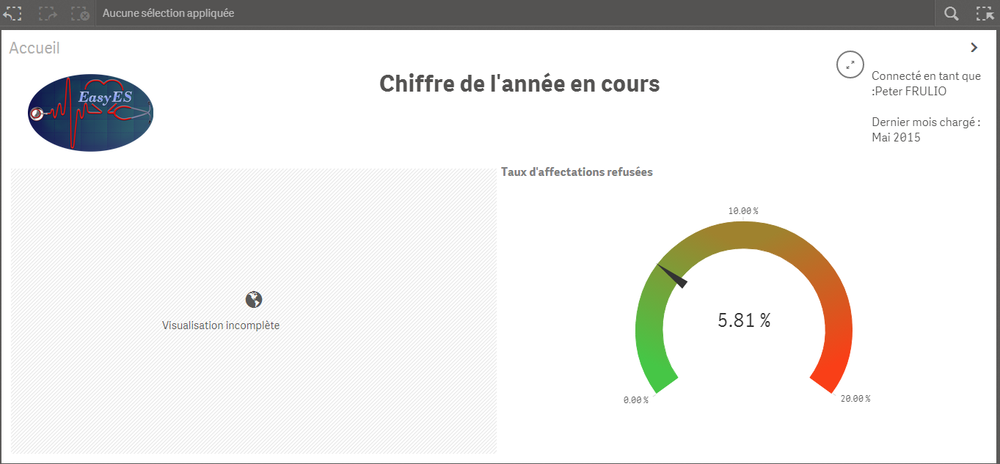 Aucune sélection appliquée
Accueil
EasyES
Chiffre de l'année en cours
Connecté en tant que
:Peter FRULIO
Dernier mois chargé :
Mai 2015
Taux d'affectations refusées
10.00 %
Visualisation incomplète
5.81 %
0.00 %
20.00 %